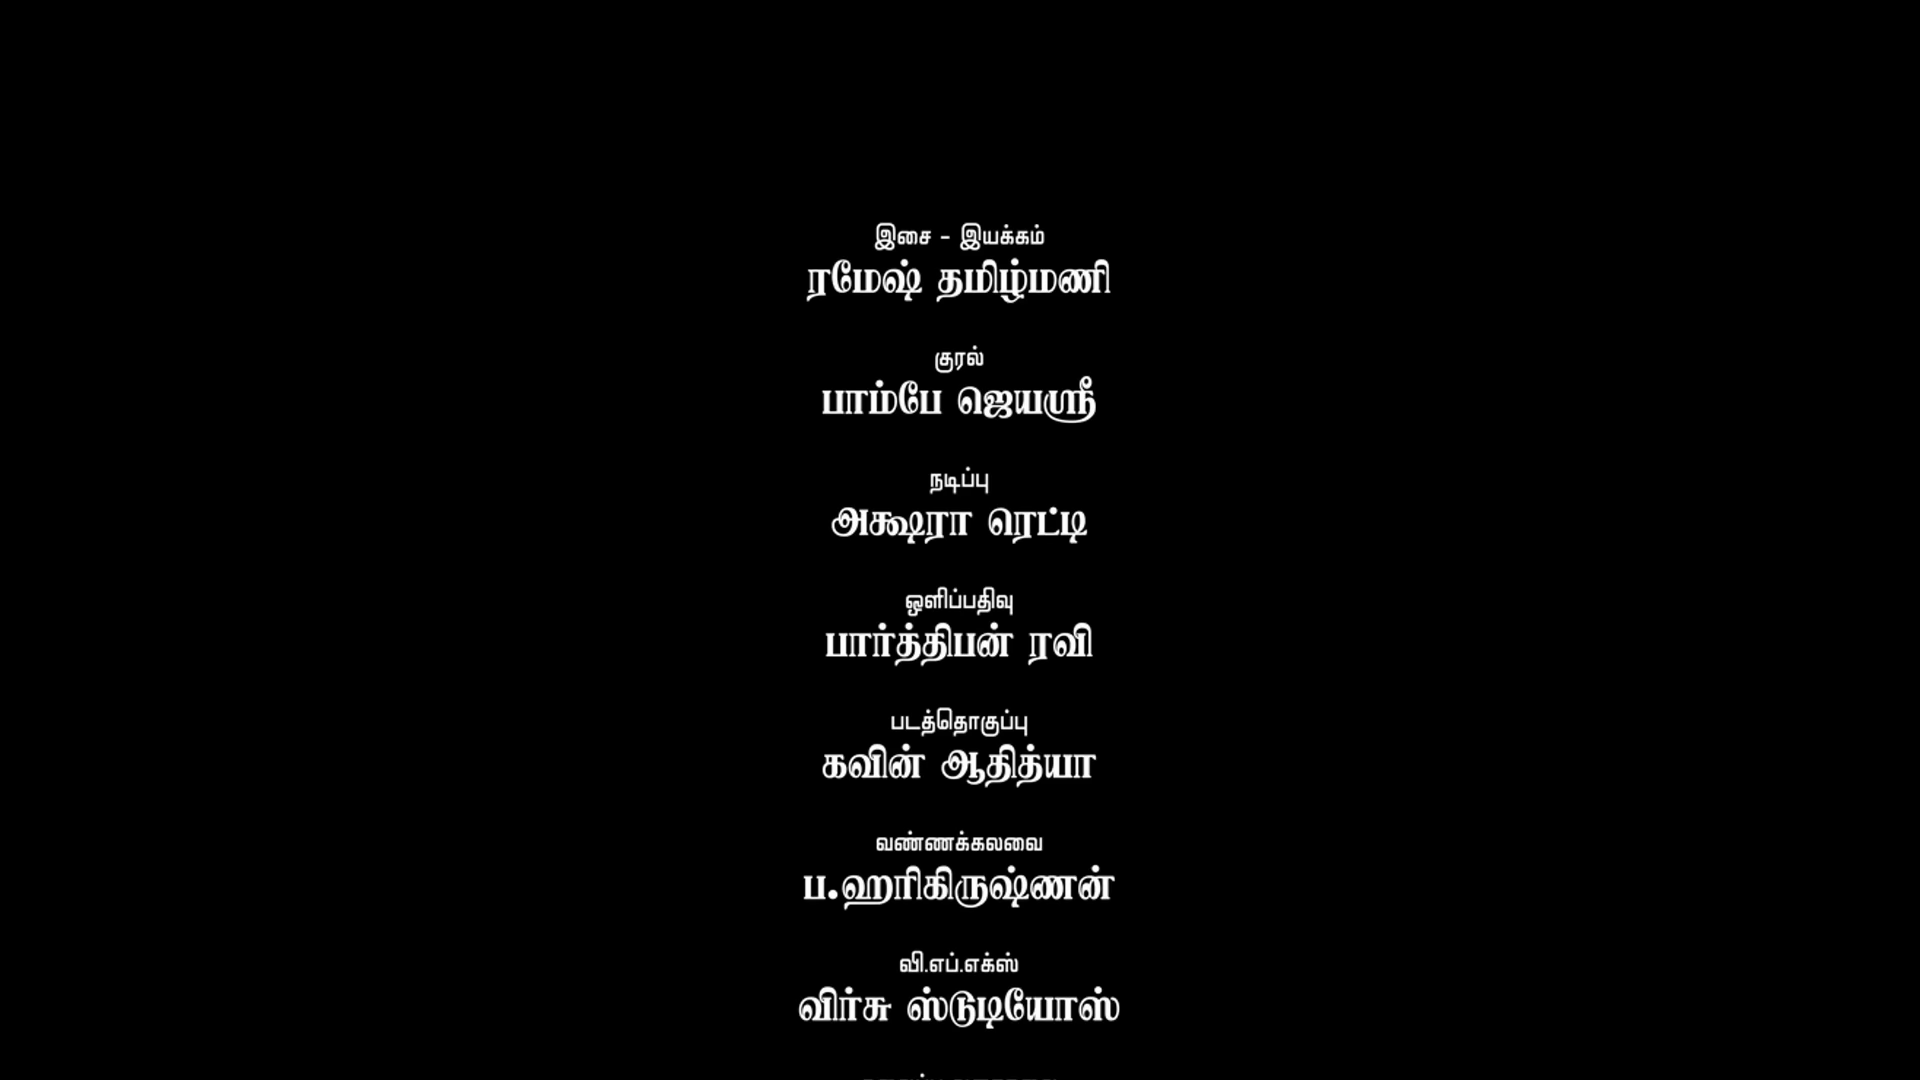 இசை - இயக்கம்
ரமேஷ் தமிழ்மணி
குரல்
பாம்பே ஜெயஸ்ரீ
நடிப்பு
அக்ஷரா ரெட்டி
ஒளிப்பதிவு
பார்த்திபன் ரவி
படத்தொகுப்பு
கவின் ஆதித்யா
வண்ணக்கலவை
ப.ஹரிகிருஷ்ணன்
வி.எப்.எக்ஸ்
விர்சு ஸ்டுடியோஸ்